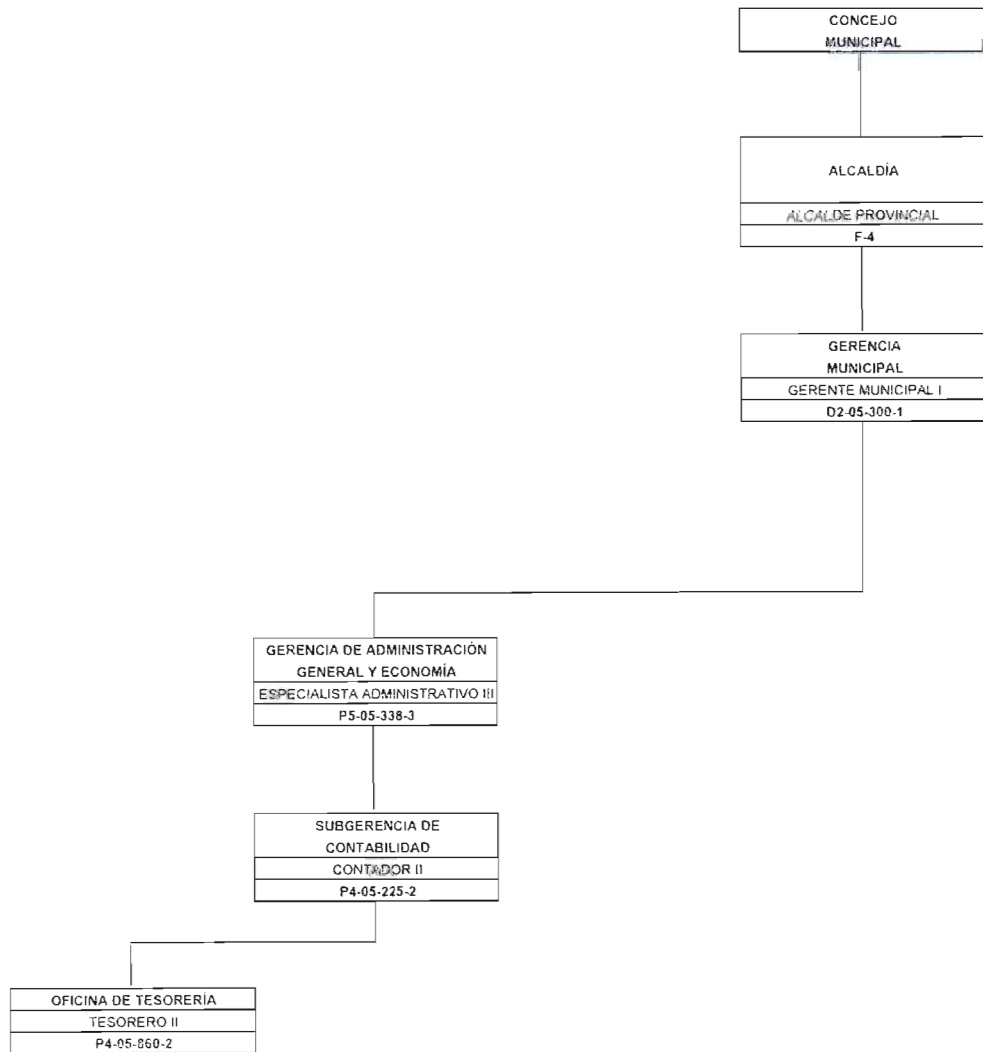 CONCEJO
MUNICIPAL
ALCALDÍA
ALCALDE PROVINCIAL
F-4
GERENCIA
MUNICIPAL
GERENTE MUNICIPAL I
D2-05-300-1
GERENCIA DE ADMINISTRACIÓN
GENERAL Y ECONOMÍA
ESPECIALISTA ADMINISTRATIVO III
P5-05-338-3
SUBGERENCIA DE
CONTABILIDAD
CONTADOR II
P4-05-225-2
OFICINA DE TESORERÍA
TESORERO II
P4-05-860-2